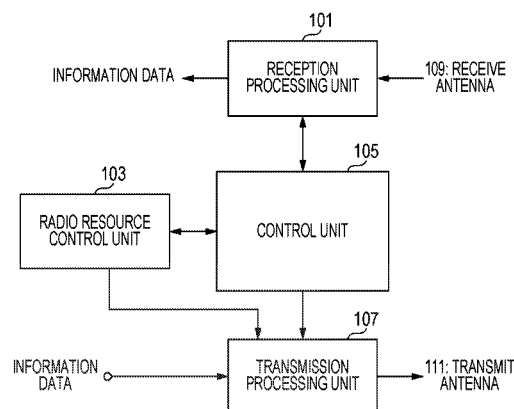 101
RECEPTION
PROCESSING UNIT
INFORMATION DATA
109: RECEIVE
ANTENNA
105
CONTROL UNIT
103
RADIO RESOURCE
CONTROL UNIT
107
TRANSMISSION
PROCESSING UNIT
INFORMATION
DATA
111: TRANSMIT
ANTENNA